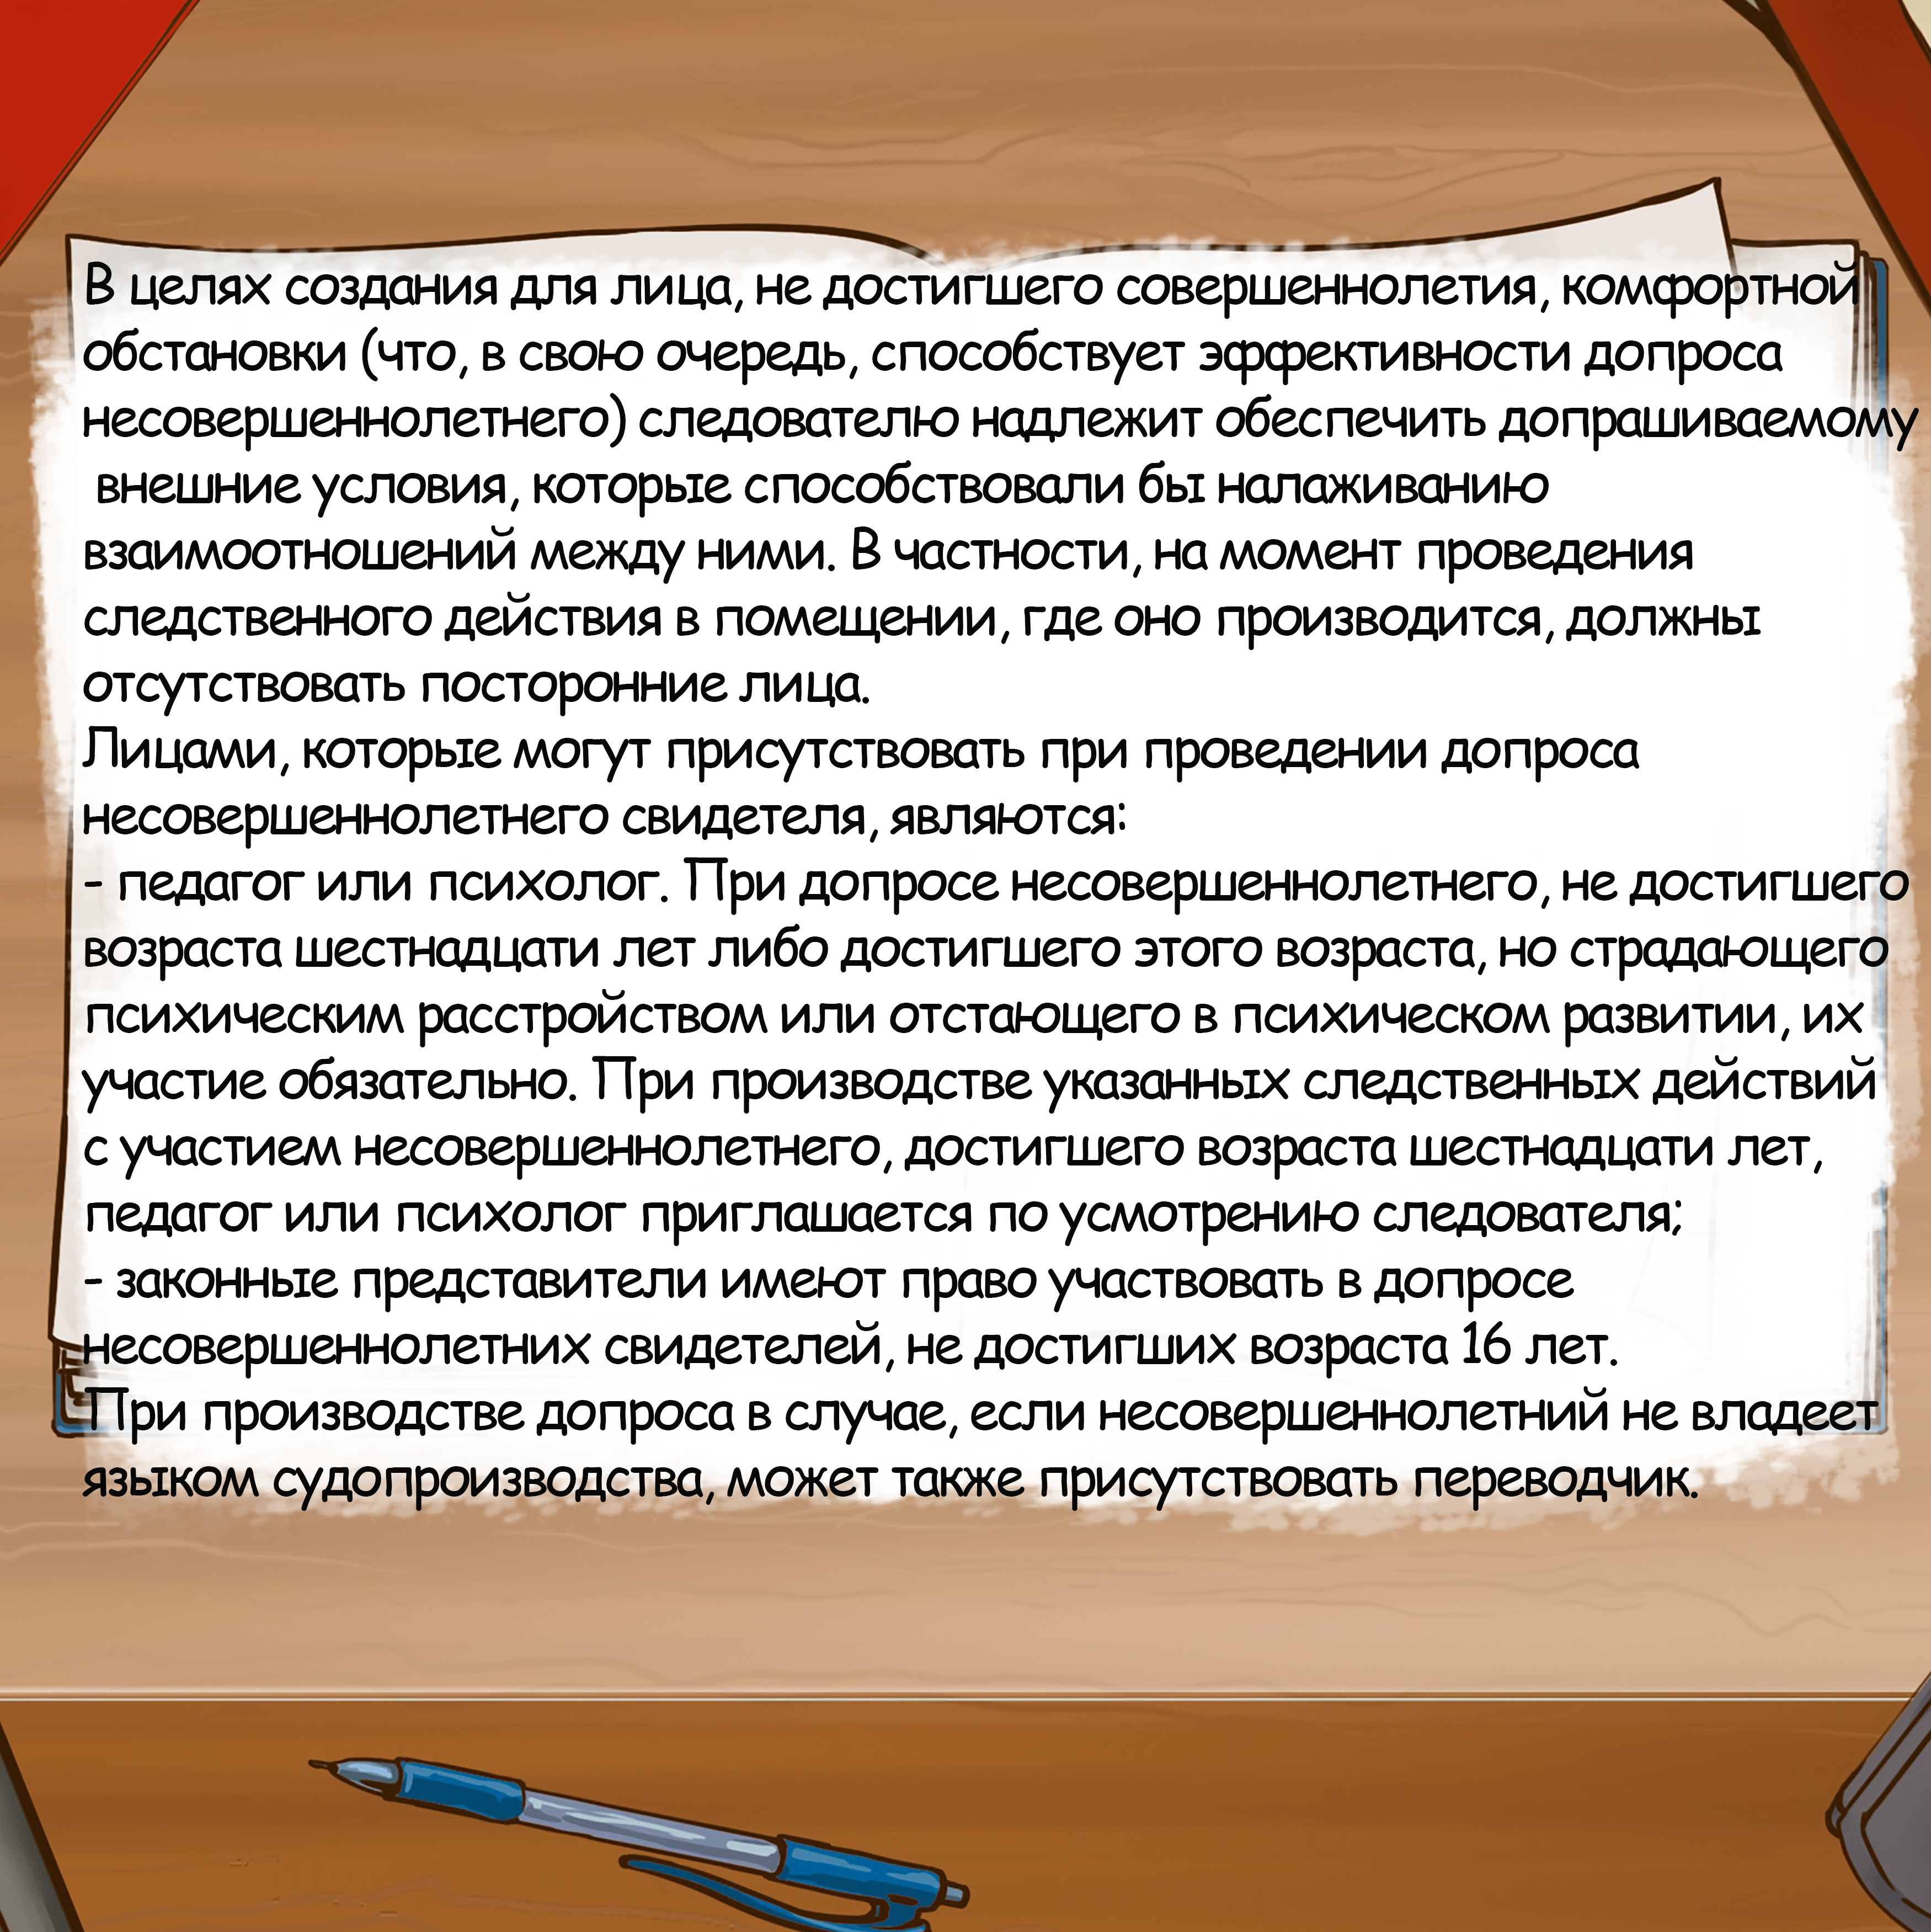 В целях создания для лица, не достигшего совершеннолетия, комфортной
обстановки (что, в свою очередь, способствует эффективности допроса
несовершеннолетнего) следователю надлежит обеспечить допрашиваемому
внешние условия, которые способствовали бы налаживанию
взаимоотношений между ними. В частности, на момент проведения
следственного действия в помещении, где оно производится, должны
отсутствовать посторонние лица.
Лицами, которые могут присутствовать при проведении допроса
несовершеннолетнего свидетеля, являются:
- педагог или психолог. При допросе несовершеннолетнего, не достигшего
возраста шестнадцати лет либо достигшего этого возраста, но страдающего
психическим расстройством или отстающего в психическом развитии, их
участие обязательно. При производстве указанных следственных действий
с участием несовершеннолетнего, достигшего возраста шестнадцати лет,
педагог или психолог приглашается по усмотрению следователя;
- законные представители имеют право участвовать в допросе
несовершеннолетних свидетелей, не достигших возраста 16 лет.
При производстве допроса в случае, если несовершеннолетний не владеет
языком судопроизводства, может также присутствовать переводчик.